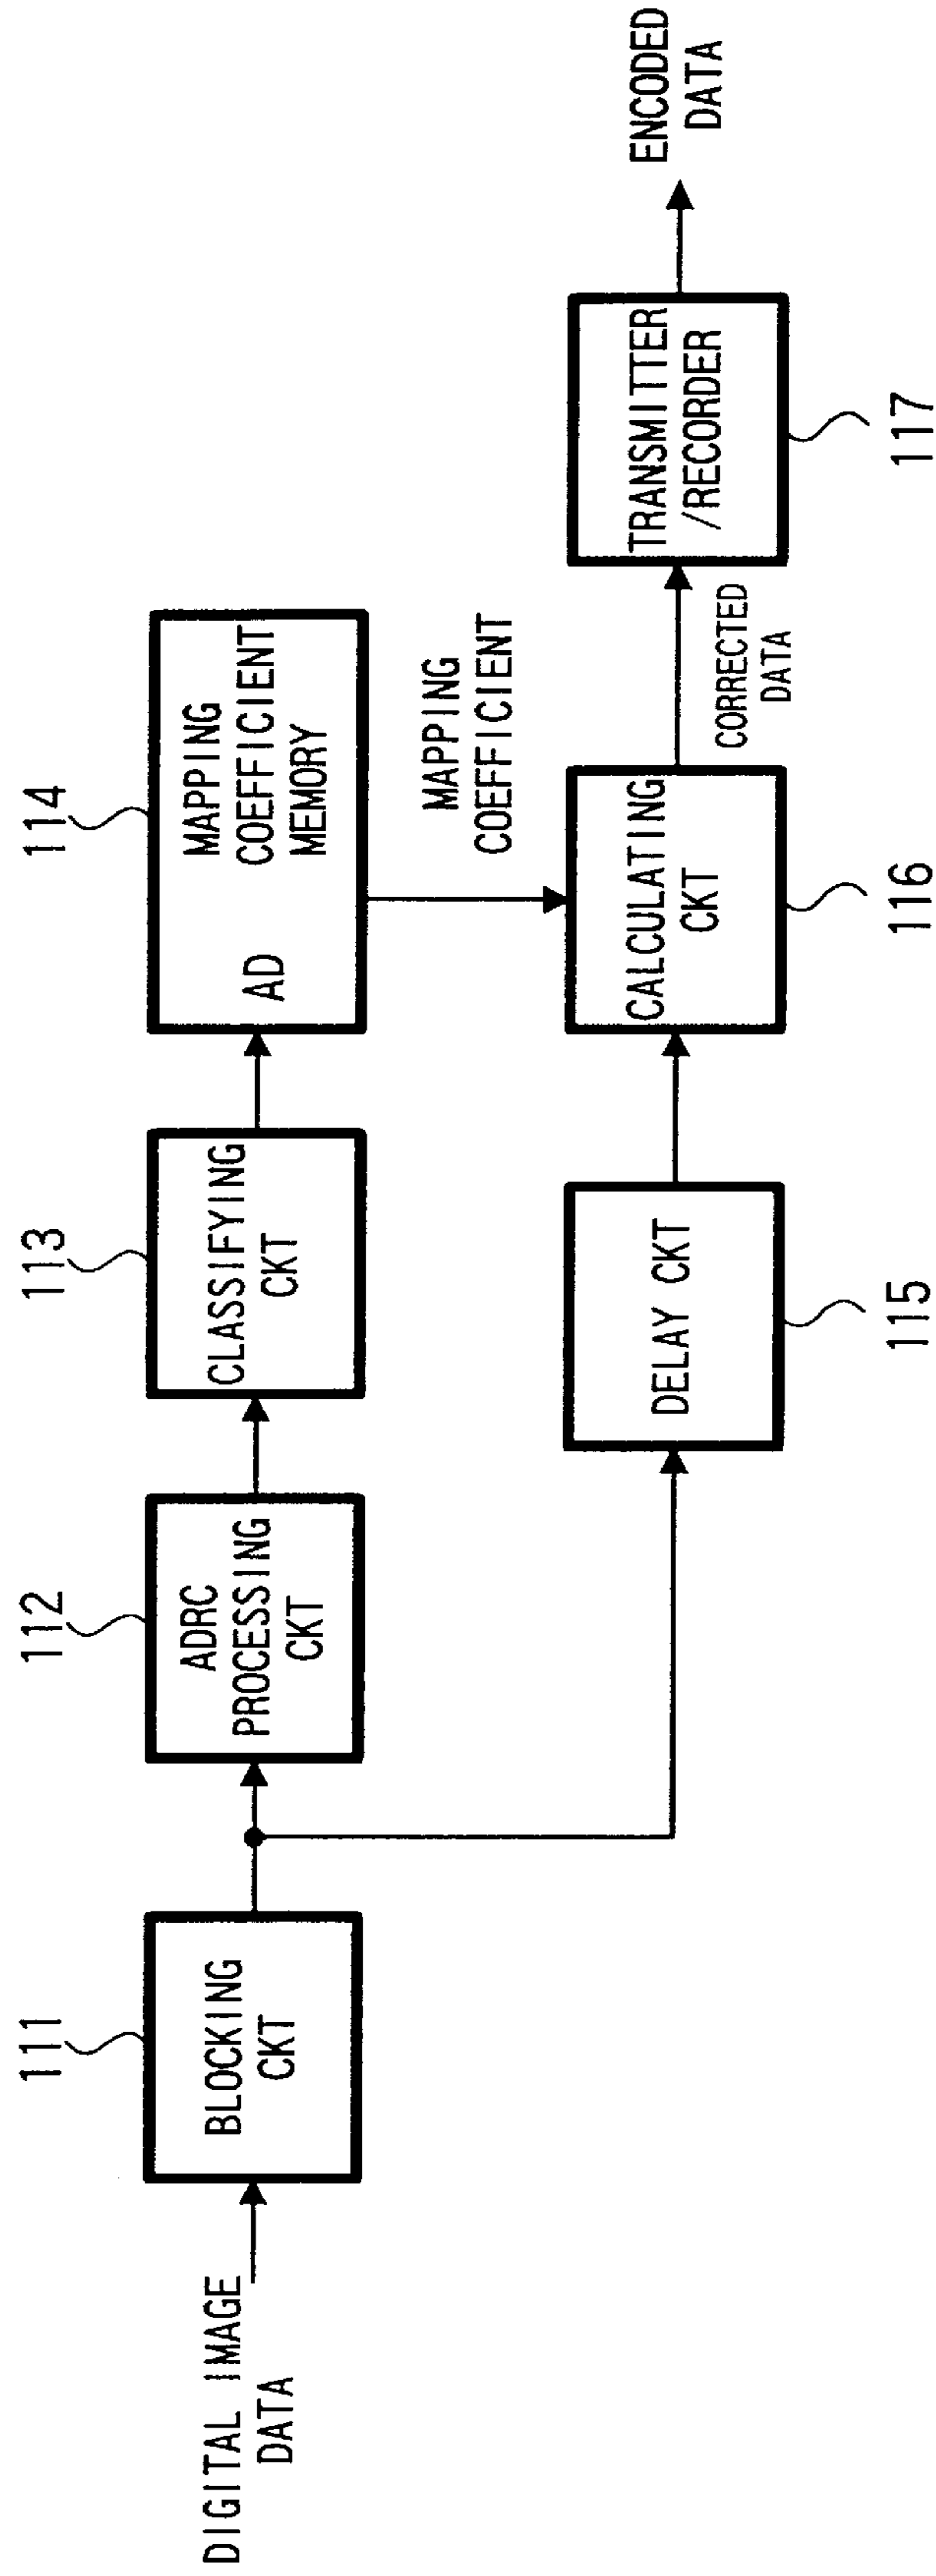 DIGITAL IMAGE
DATA
111
BLOCKING
CKT
112
ADRC
PROCESSING
CKT
113
CLASSIFYING
CKT
114
MAPPING
COEFFICIENT
MEMORY
AD
MAPPING
COEFFICIENT
DELAY CKT
115
CALCULATING
CKT
116
CORRECTED
DATA
TRANSMITTER
/RECORDER
117
ENCODED
DATA